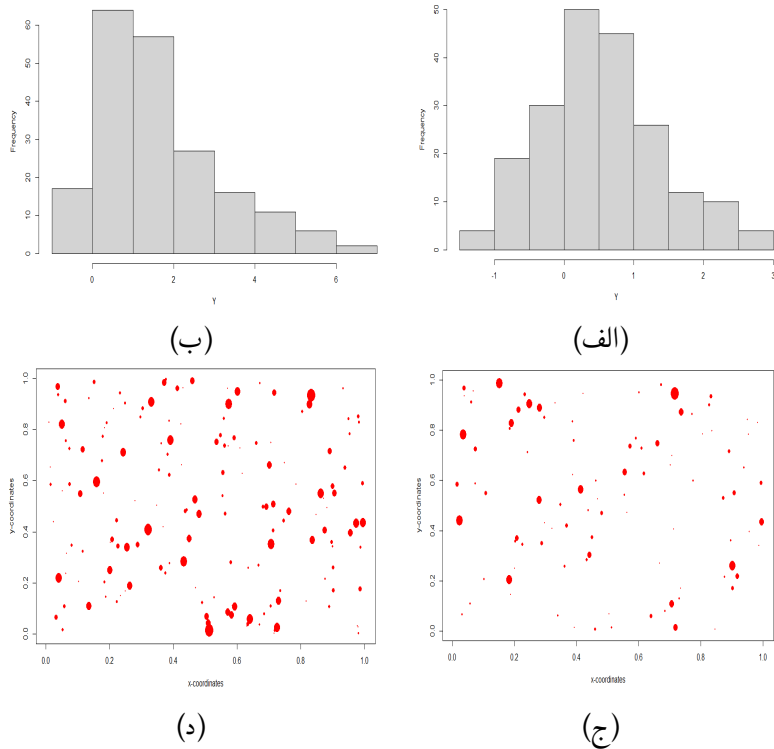 Frequency
0 10 20 30 40 50 60
0 2 4 6
Y
(ب)
Frequency
0 10 20 30 40 50
-1 0 1 2 3
Y
(الف)
y-coordinates
0.0 0.2 0.4 0.6 0.8 1.0
0.0 0.2 0.4 0.6 0.8 1.0
x-coordinates
(د)
y-coordinates
0.0 0.2 0.4 0.6 0.8 1.0
0.0 0.2 0.4 0.6 0.8 1.0
x-coordinates
(ج)